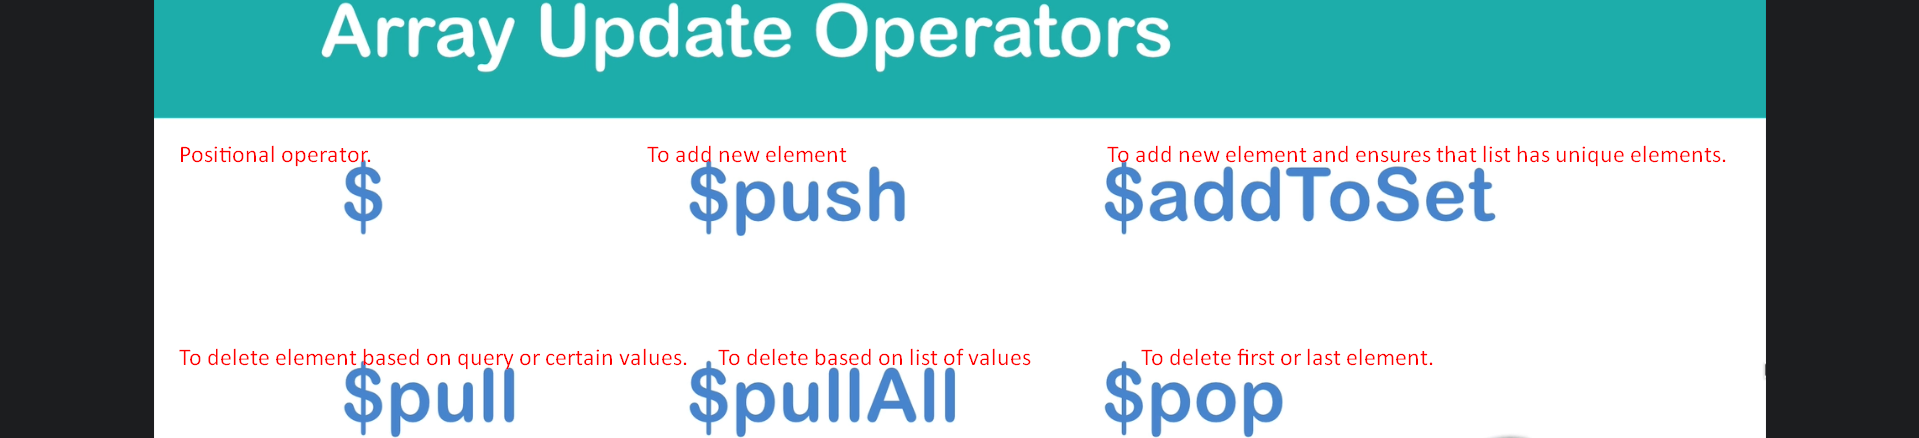 Array Update Operators
Positional operator.
$
To add new element
$push
To add new element and ensures that list has unique elements.
$addToSet
To delete element based on query or certain values.
$pull
To delete based on list of values
$pullAll
To delete first or last element.
$pop